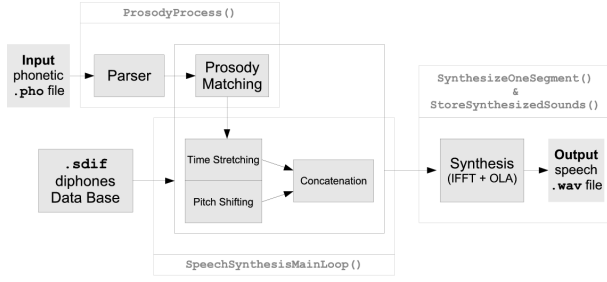 ProsodyProcess()
Input
phonetic
.pho file
Parser
Prosody
Matching
SynthesizeOneSegment()
&
StoreSynthesizedSounds()
.sdif
diphones
Data Base
Time Stretching
Pitch Shifting
Concatenation
Synthesis
(IFFT + OLA)
Output
speech
.wav file
SpeechSynthesisMainLoop()